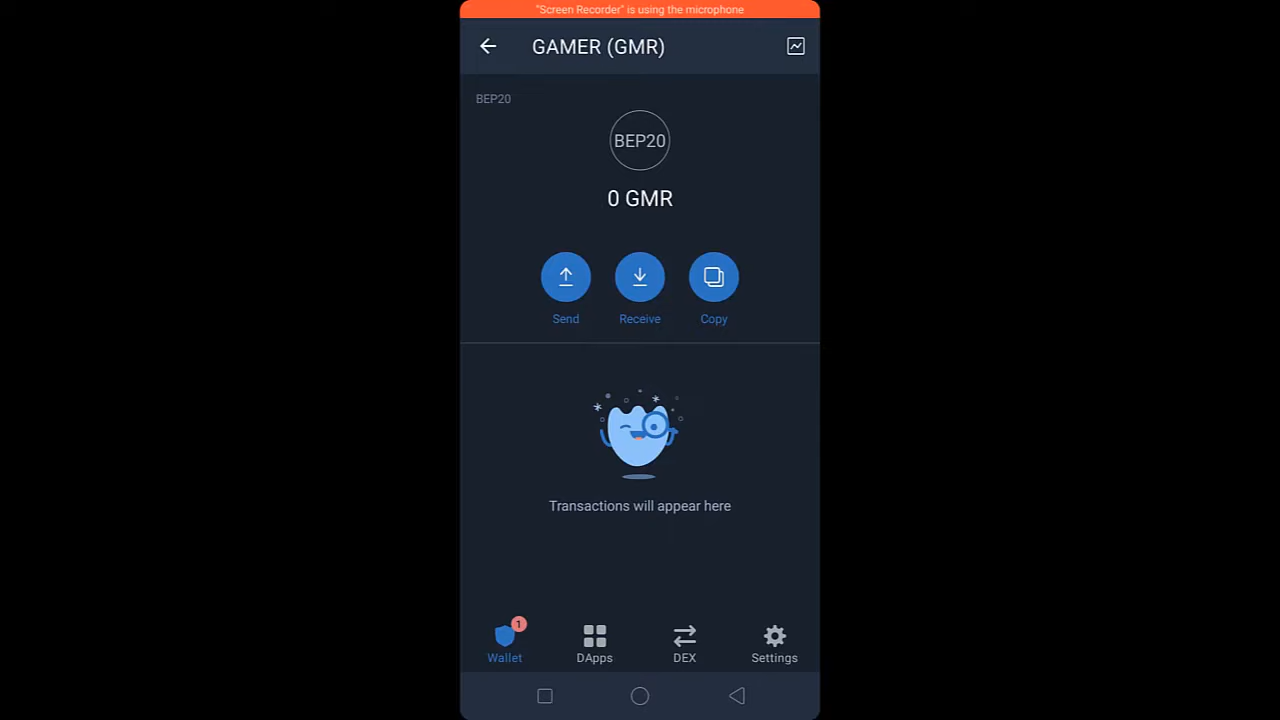 "Screen Recorder" is using the microphone
GAMER (GMR)
BEP20
BEP20
0 GMR
Send
Receive
Copy
Transactions will appear here
1
Wallet
DApps
DEX
Settings